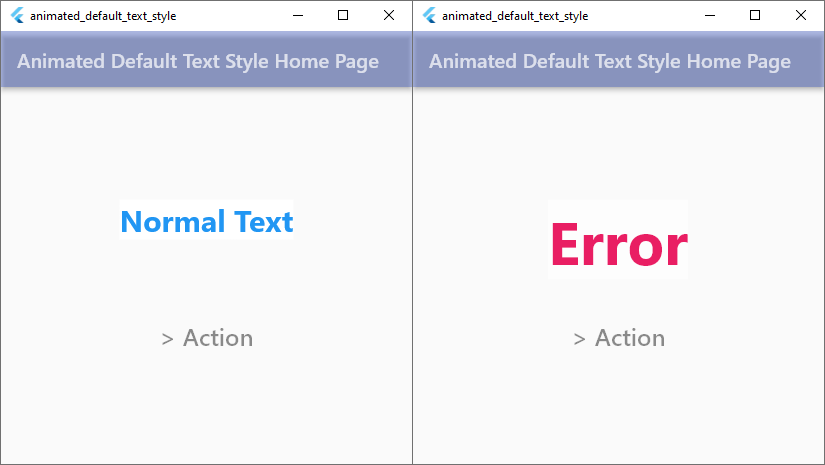 animated_default_text_style
Animated Default Text Style Home Page
Normal Text
> Action
animated_default_text_style
Animated Default Text Style Home Page
Error
> Action